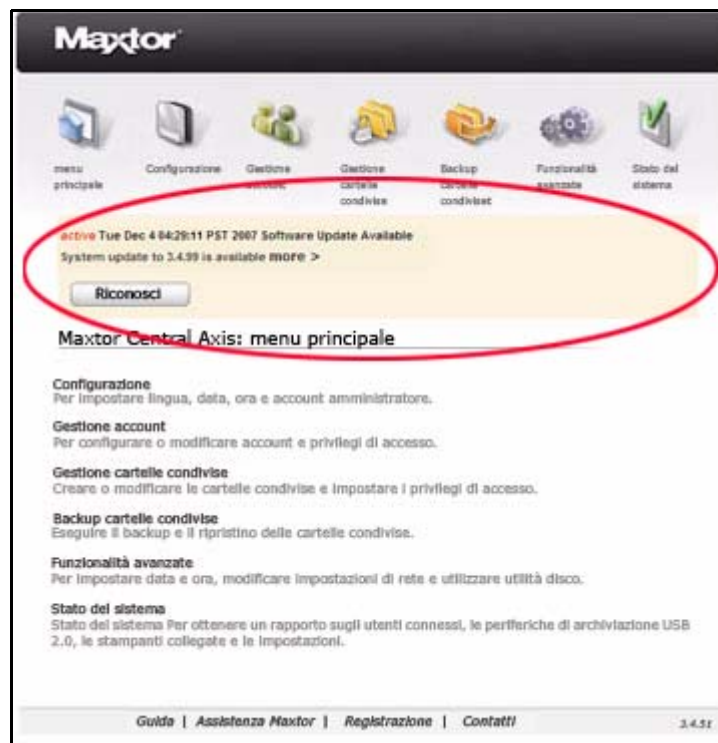 Maxtor
menu
principale
Configurazione
Gestione
account
Gestione
cartelle
condivise
Backup
cartelle
condiviset
Funzionalità
avanzate
Stato del
sistema
active Tue Dec 4 04:29:11 PST 2007 Software Update Available
System update to 3.4.99 is available more >
Riconosci
Maxtor Central Axis: menu principale
Configurazione
Per impostare lingua, data, ora e account amministratore.
Gestione account
Per configurare o modificare account e privilegi di accesso.
Gestione cartelle condivise
Creare o modificare le cartelle condivise e impostare i privilegi di accesso.
Backup cartelle condivise
Eseguire il backup e il ripristino delle cartelle condivise.
Funzionalità avanzate
Per impostare data e ora, modificare impostazioni di rete e utilizzare utilità disco.
Stato del sistema
Stato del sistema Per ottenere un rapporto sugli utenti connessi, le periferiche di archiviazione USB
2.0, le stampanti collegate e le impostazioni.
Guida | Assistenza Maxtor | Registrazione | Contatti
3.4.51